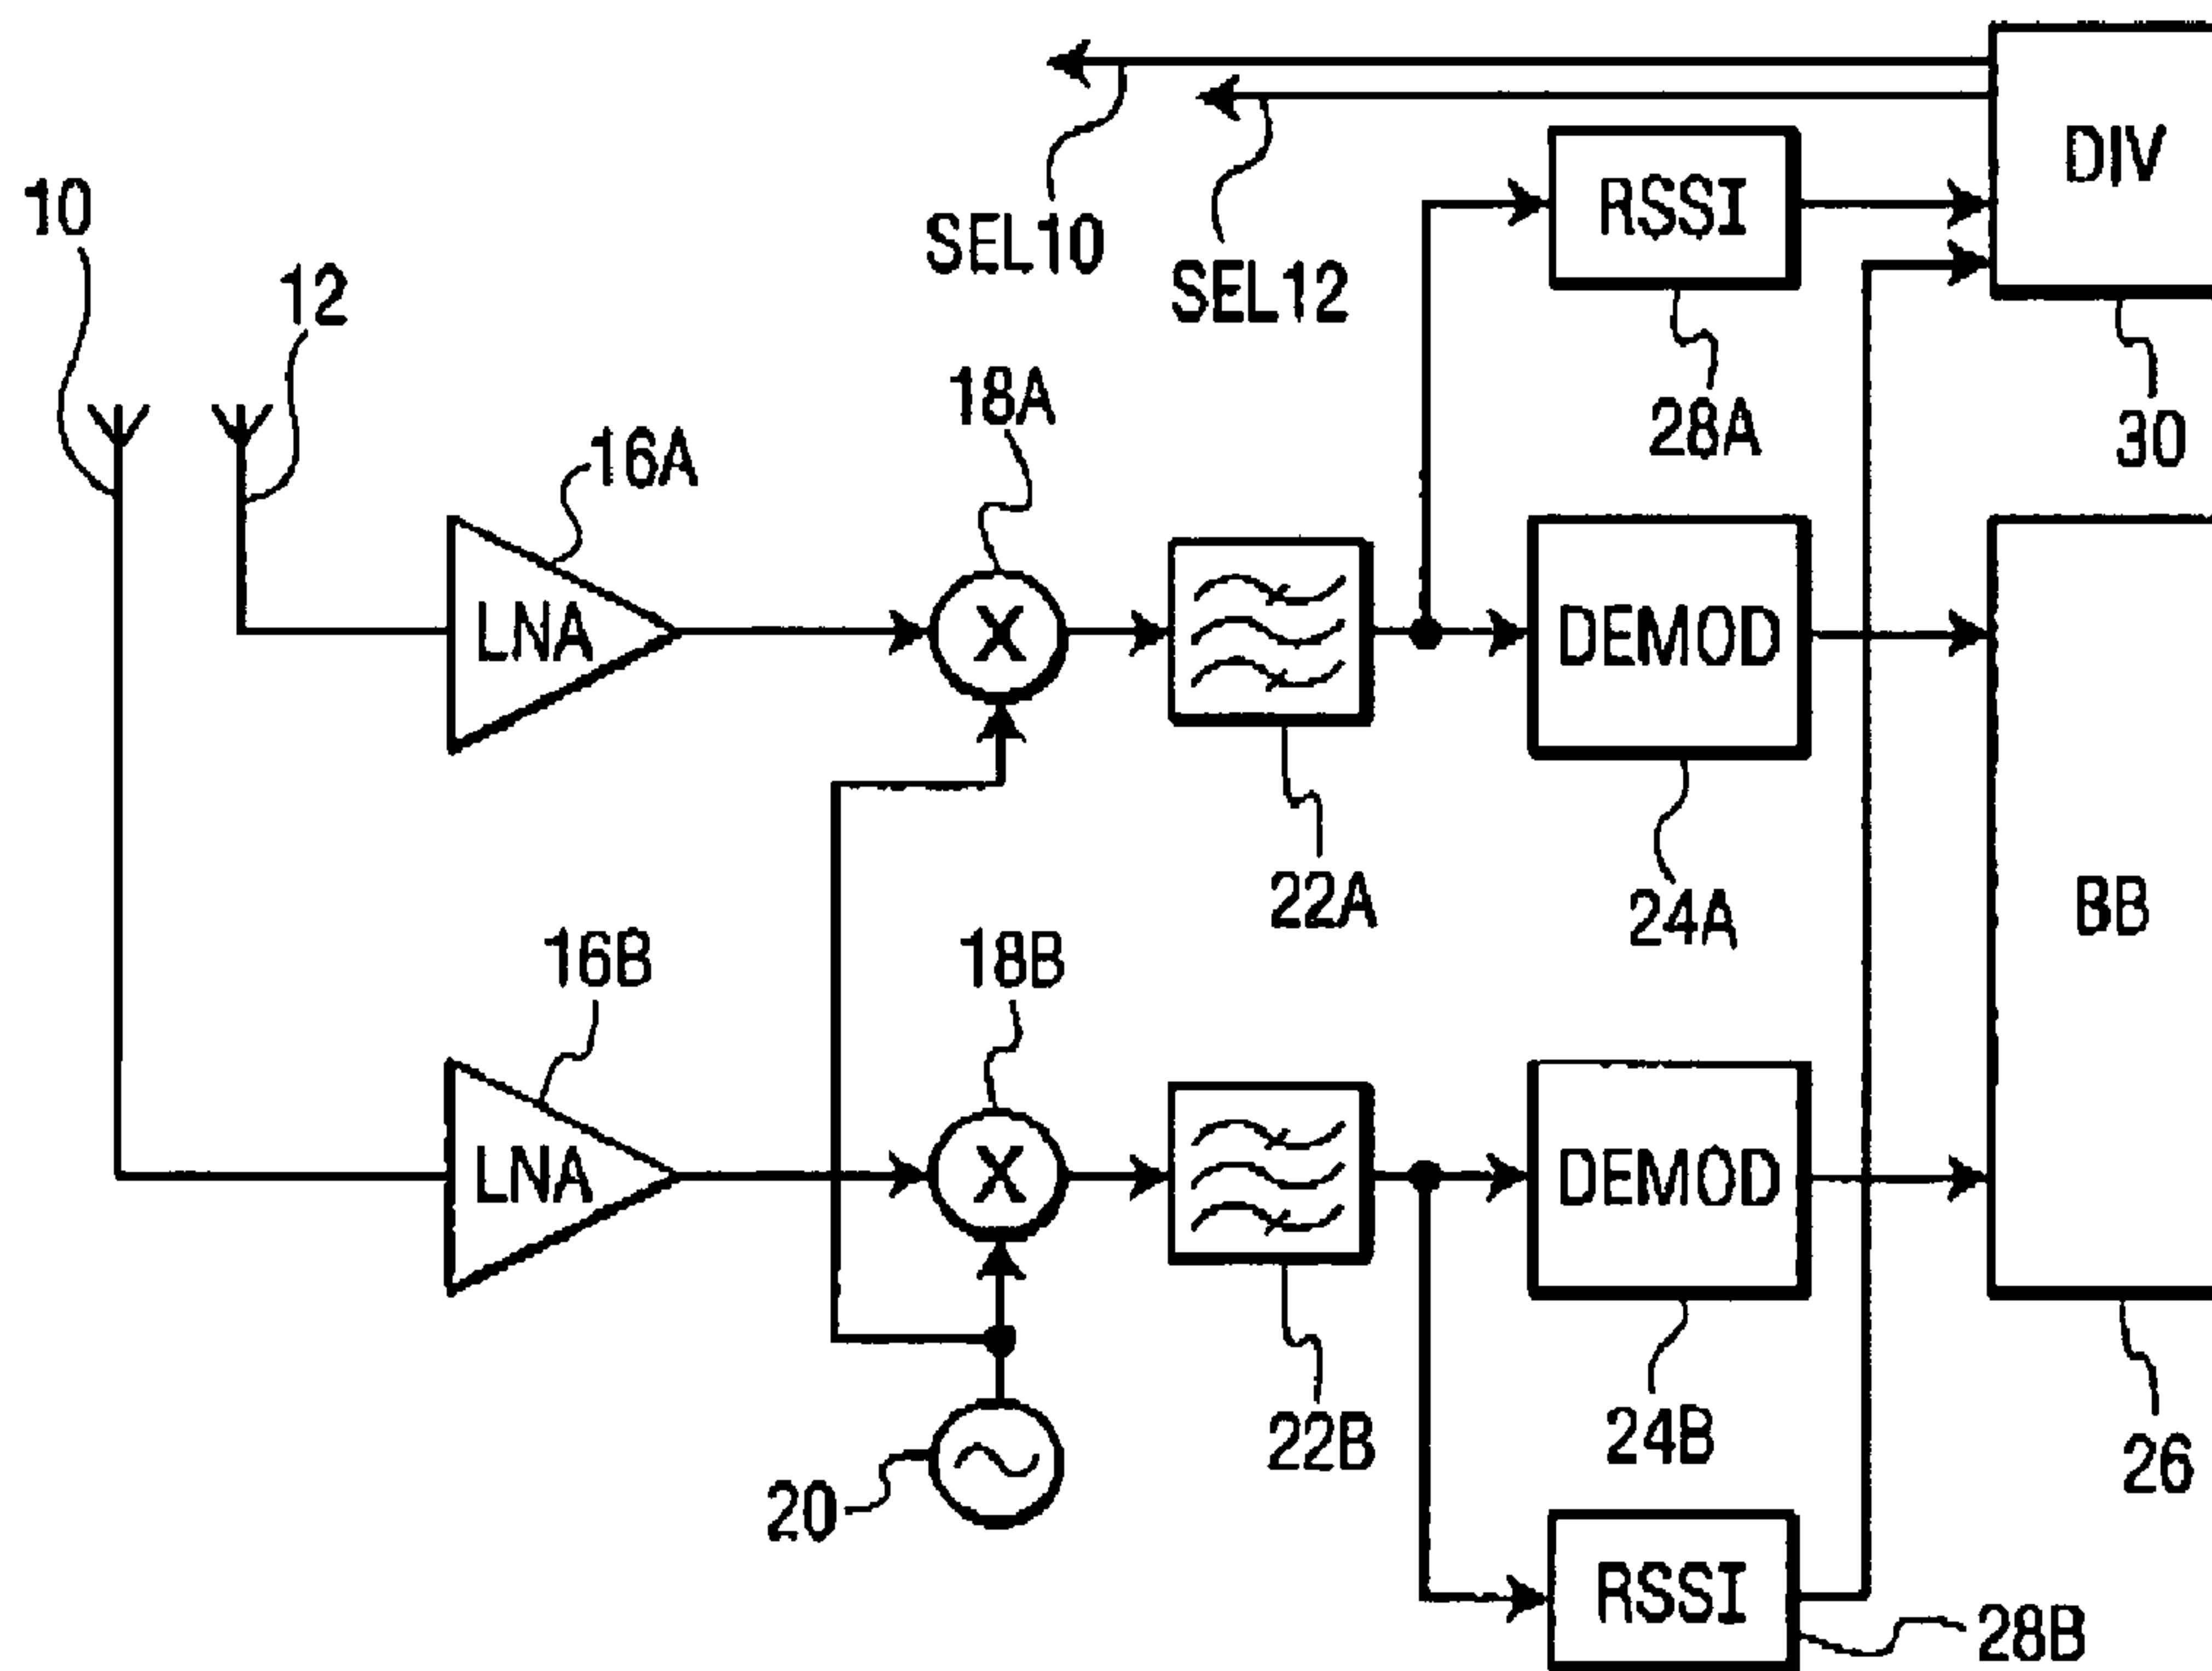 DIV
10
RSSI
SEL10
SEL12
12
18A
28A
30
16A
LNA
X
DEMOD
22A
24A
BB
16B
18B
LNA
X
DEMOD
22B
24B
26
20
RSSI
28B